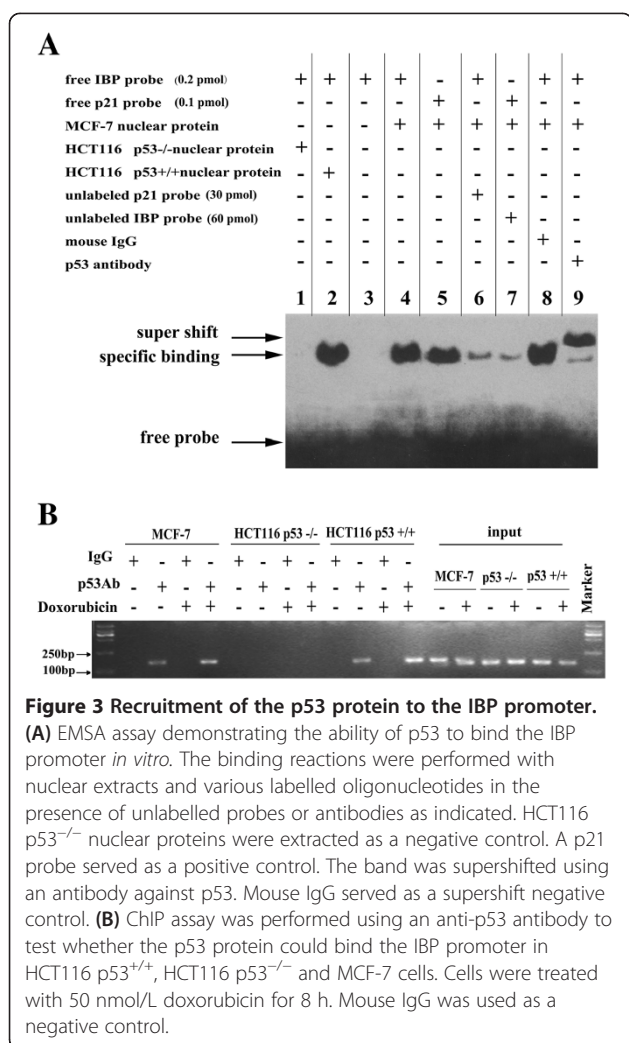 A
free IBP probe (0.2 pmol) + + + + - + - + +
free p21 probe (0.1 pmol) - - - - + - + - -
MCF-7 nuclear protein - - - + + + + + +
HCT116 p53-/-nuclear protein + - - - - - - - -
HCT116 p53+/+nuclear protein - + - - - - - - -
unlabeled p21 probe (30 pmol) - - - - - + - - -
unlabeled IBP probe (60 pmol) - - - - - - + - -
mouse IgG - - - - - - - + -
p53 antibody - - - - - - - - +
1 2 3 4 5 6 7 8 9
super shift
specific binding
free probe
B
MCF-7 HCT116 p53 -/- HCT116 p53 +/+ input
IgG + - + - + - + - + - + -
p53Ab - + - + - + - + - + - + MCF-7 p53 -/- p53 +/+
Doxorubicin - - + + - - + + - - + + - + - + - + Marker
250bp
100bp
Figure 3 Recruitment of the p53 protein to the IBP promoter.
(A) EMSA assay demonstrating the ability of p53 to bind the IBP
promoter in vitro. The binding reactions were performed with
nuclear extracts and various labelled oligonucleotides in the
presence of unlabelled probes or antibodies as indicated. HCT116
p53−/− nuclear proteins were extracted as a negative control. A p21
probe served as a positive control. The band was supershifted using
an antibody against p53. Mouse IgG served as a supershift negative
control. (B) ChIP assay was performed using an anti-p53 antibody to
test whether the p53 protein could bind the IBP promoter in
HCT116 p53+/+, HCT116 p53−/− and MCF-7 cells. Cells were treated
with 50 nmol/L doxorubicin for 8 h. Mouse IgG was used as a
negative control.